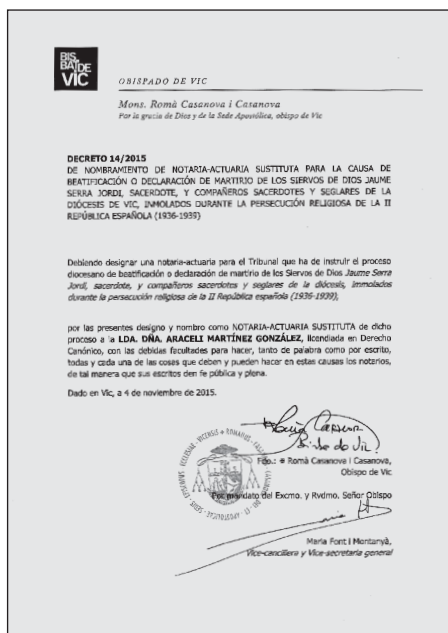 BIS
BAT DE
VIC
OBISPADO DE VIC
Mons. Romà Casanova i Casanova
Por la gracia de Dios y de la Sede Apostólica, obispo de Vic
DECRETO 14/2015
DE NOMBRAMIENTO DE NOTARIA-ACTUARIA SUSTITUTA PARA LA CAUSA DE
BEATIFICACIÓN O DECLARACIÓN DE MARTIRIO DE LOS SIERVOS DE DIOS JAUME
SERRA JORDI, SACERDOTE, Y COMPAÑEROS SACERDOTES Y SEGLARES DE LA
DIÓCESIS DE VIC, INMOLADOS DURANTE LA PERSECUCIÓN RELIGIOSA DE LA II
REPÚBLICA ESPAÑOLA (1936-1939)
Debiendo designar una notaria-actuaria para el Tribunal que ha de instruir el proceso
diocesano de beatificación o declaración de martirio de los Siervos de Dios Jaume Serra
Jordi, sacerdote, y compañeros sacerdotes y seglares de la diócesis, inmolados
durante la persecución religiosa de la II República española (1936-1939),
por las presentes designo y nombro como NOTARIA-ACTUARIA SUSTITUTA de dicho
proceso a la LDA. DÑA. ARACELI MARTÍNEZ GONZÁLEZ, licenciada en Derecho
Canónico, con las debidas facultades para hacer, tanto de palabra como por escrito,
todas y cada una de las cosas que deben y pueden hacer en estas causas los notarios,
de tal manera que sus escritos den fe pública y plena.
Dado en Vic, a 4 de noviembre de 2015.
Fdo.: + Romà Casanova i Casanova,
Obispo de Vic
Por mandato del Excmo. y Rvdmo. Señor Obispo
Maria Font i Montanyà,
Vice-cancillera y Vice-secretaria general